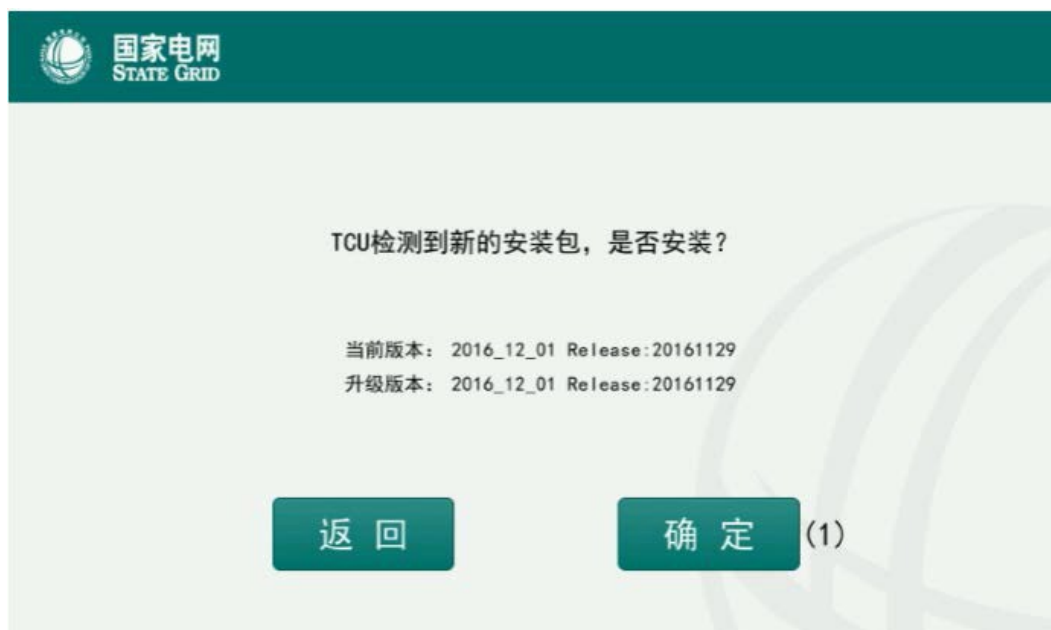 国家电网
STATE GRID
TCU检测到新的安装包，是否安装？
当前版本： 2016_12_01 Release:20161129
升级版本： 2016_12_01 Release:20161129
返 回
确 定 (1)